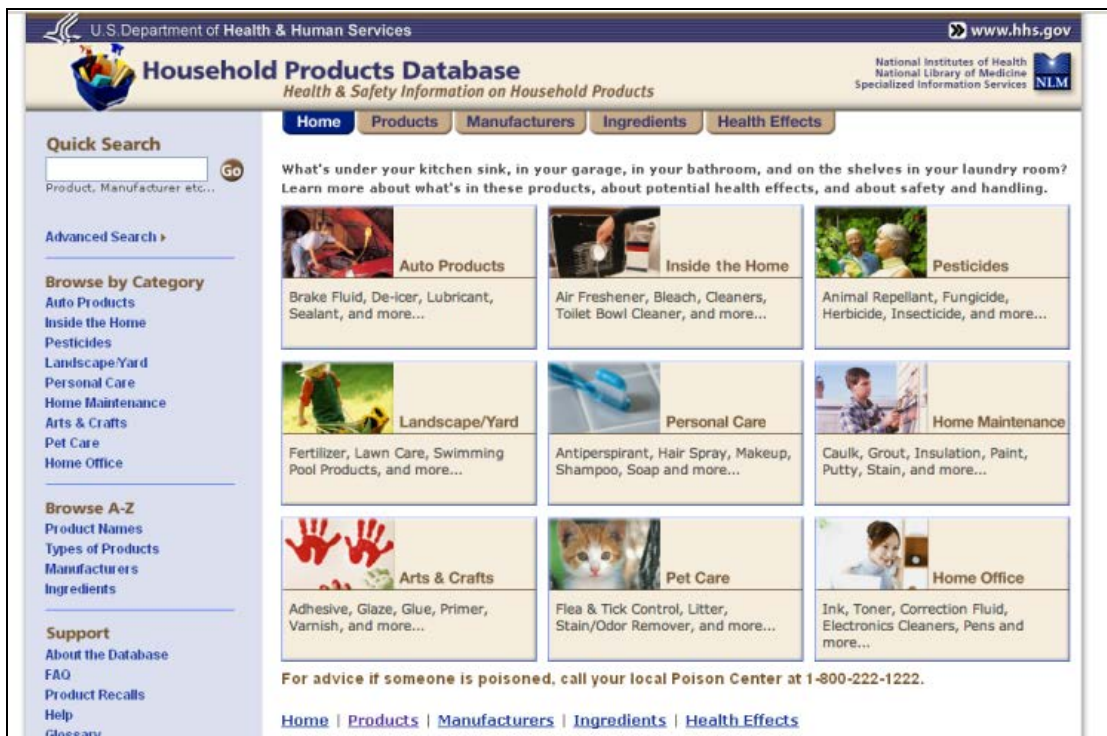 U.S.Department of Health & Human Services
www.hhs.gov
Household Products Database
Health & Safety Information on Household Products
National Institutes of Health
National Library of Medicine
Specialized Information Services
NLM
Home
Products
Manufacturers
Ingredients
Health Effects
Quick Search
Go
Product, Manufacturer etc...
Advanced Search
Browse by Category
Auto Products
Inside the Home
Pesticides
Landscape/Yard
Personal Care
Home Maintenance
Arts & Crafts
Pet Care
Home Office
Browse A-Z
Product Names
Types of Products
Manufacturers
Ingredients
Support
About the Database
FAQ
Product Recalls
Help
Glossary
What's under your kitchen sink, in your garage, in your bathroom, and on the shelves in your laundry room?
Learn more about what's in these products, about potential health effects, and about safety and handling.
Auto Products
Brake Fluid, De-icer, Lubricant,
Sealant, and more...
Inside the Home
Air Freshener, Bleach, Cleaners,
Toilet Bowl Cleaner, and more...
Pesticides
Animal Repellant, Fungicide,
Herbicide, Insecticide, and more...
Landscape/Yard
Fertilizer, Lawn Care, Swimming
Pool Products, and more...
Personal Care
Antiperspirant, Hair Spray, Makeup,
Shampoo, Soap and more...
Home Maintenance
Caulk, Grout, Insulation, Paint,
Putty, Stain, and more...
Arts & Crafts
Adhesive, Glaze, Glue, Primer,
Varnish, and more...
Pet Care
Flea & Tick Control, Litter,
Stain/Odor Remover, and more...
Home Office
Ink, Toner, Correction Fluid,
Electronics Cleaners, Pens and
more...
For advice if someone is poisoned, call your local Poison Center at 1-800-222-1222.
Home | Products | Manufacturers | Ingredients | Health Effects